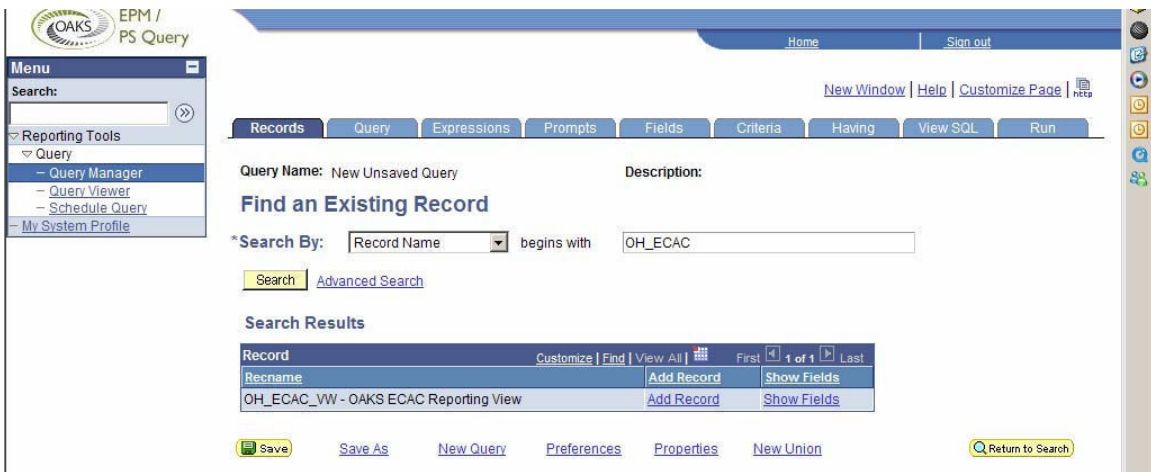 OAKS EPM /
PS Query
Home Sign out
Menu
Search:
New Window | Help | Customize Page | http
Reporting Tools
Query
Query Manager
Query Viewer
Schedule Query
My System Profile
Records Query Expressions Prompts Fields Criteria Having View SQL Run
Query Name: New Unsaved Query Description:
Find an Existing Record
*Search By: Record Name begins with OH_ECAC
Search Advanced Search
Search Results
Record Customize | Find | View All | First 1 of 1 Last
Recname Add Record Show Fields
OH_ECAC_VW - OAKS ECAC Reporting View Add Record Show Fields
Save Save As New Query Preferences Properties New Union Return to Search